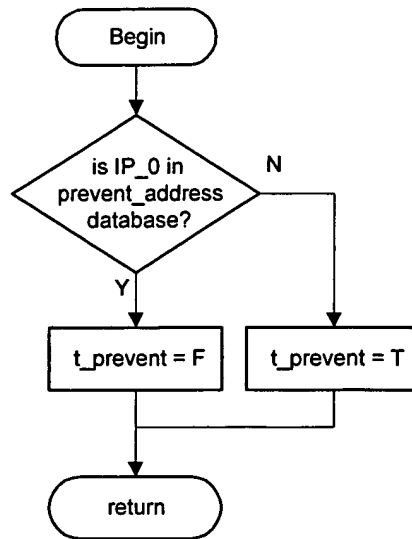 Begin
is IP_0 in
prevent_address
database?
N
Y
t_prevent = F
t_prevent = T
return